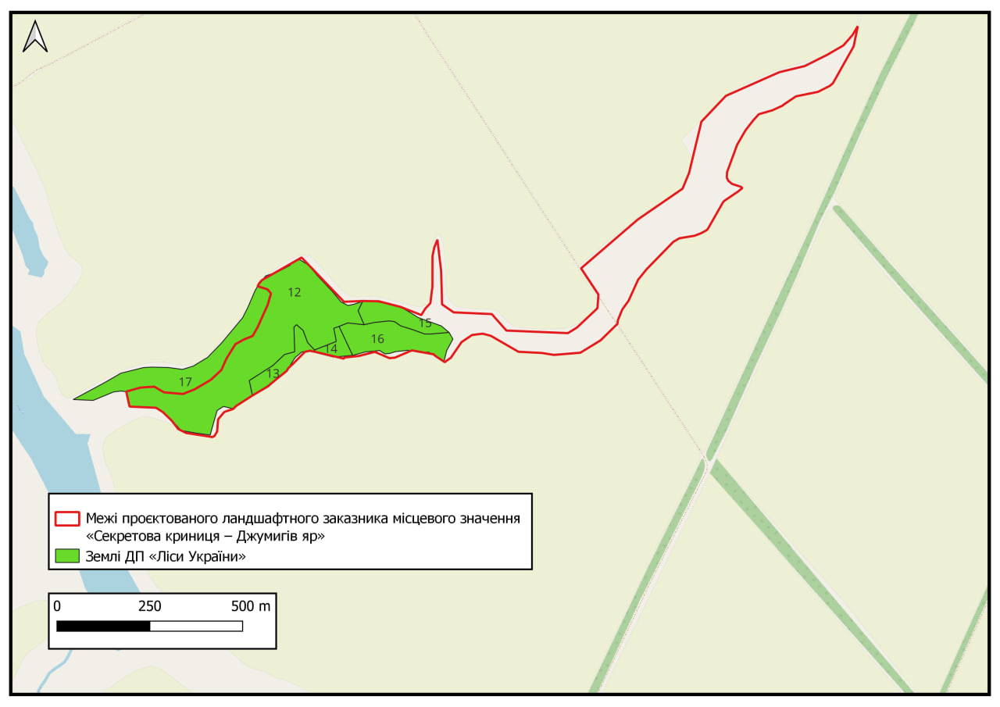 12
15
16
14
13
17
Межі проєктованого ландшафтного заказника місцевого значення
«Секретова криниця – Джумигів яр»
Землі ДП «Ліси України»
0 250 500 m